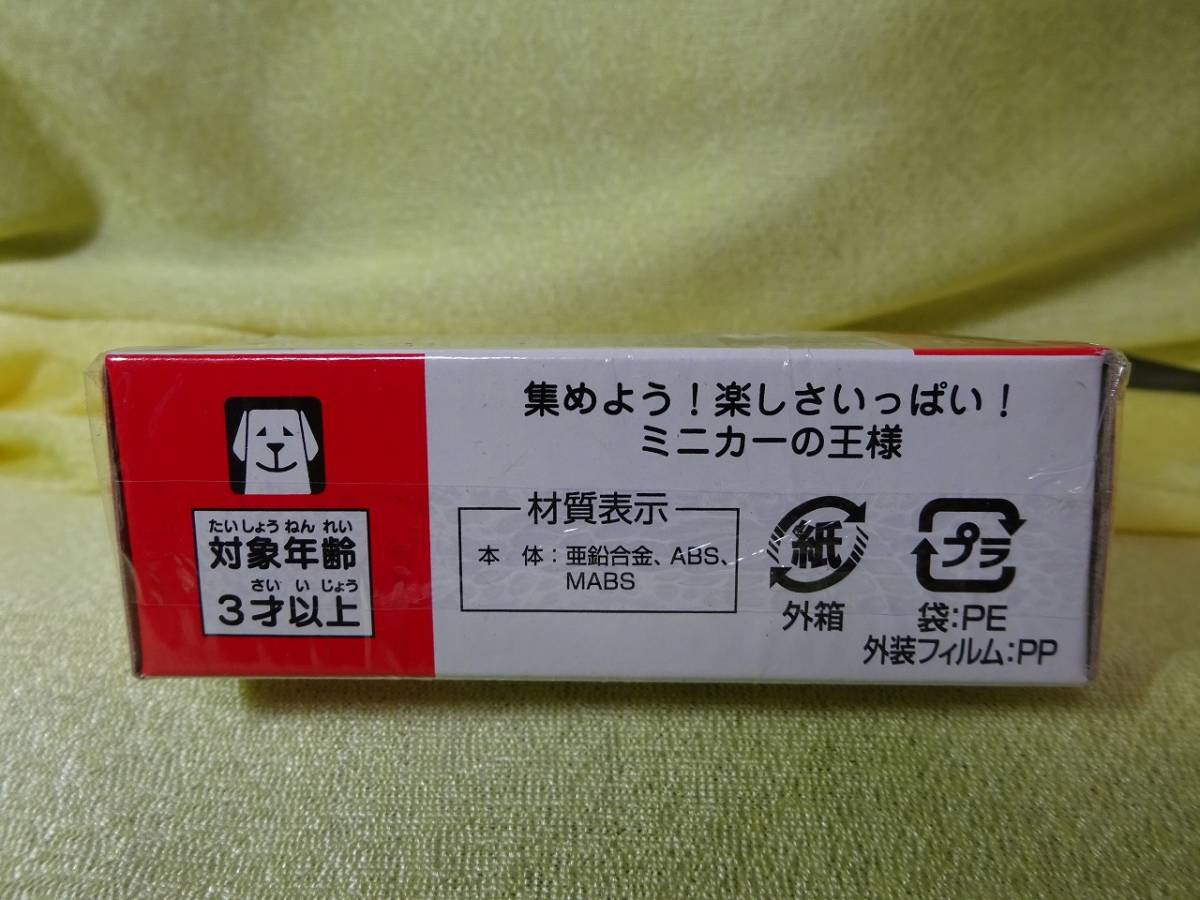 集めよう！楽しさいっぱい！
ミニカーの王様
たいしょう ねん れい
対象年齢
さい い じょう
3才以上
材質表示
本　体：亜鉛合金、ABS、
MABS
紙
外箱
プラ
袋：PE
外装フィルム：PP